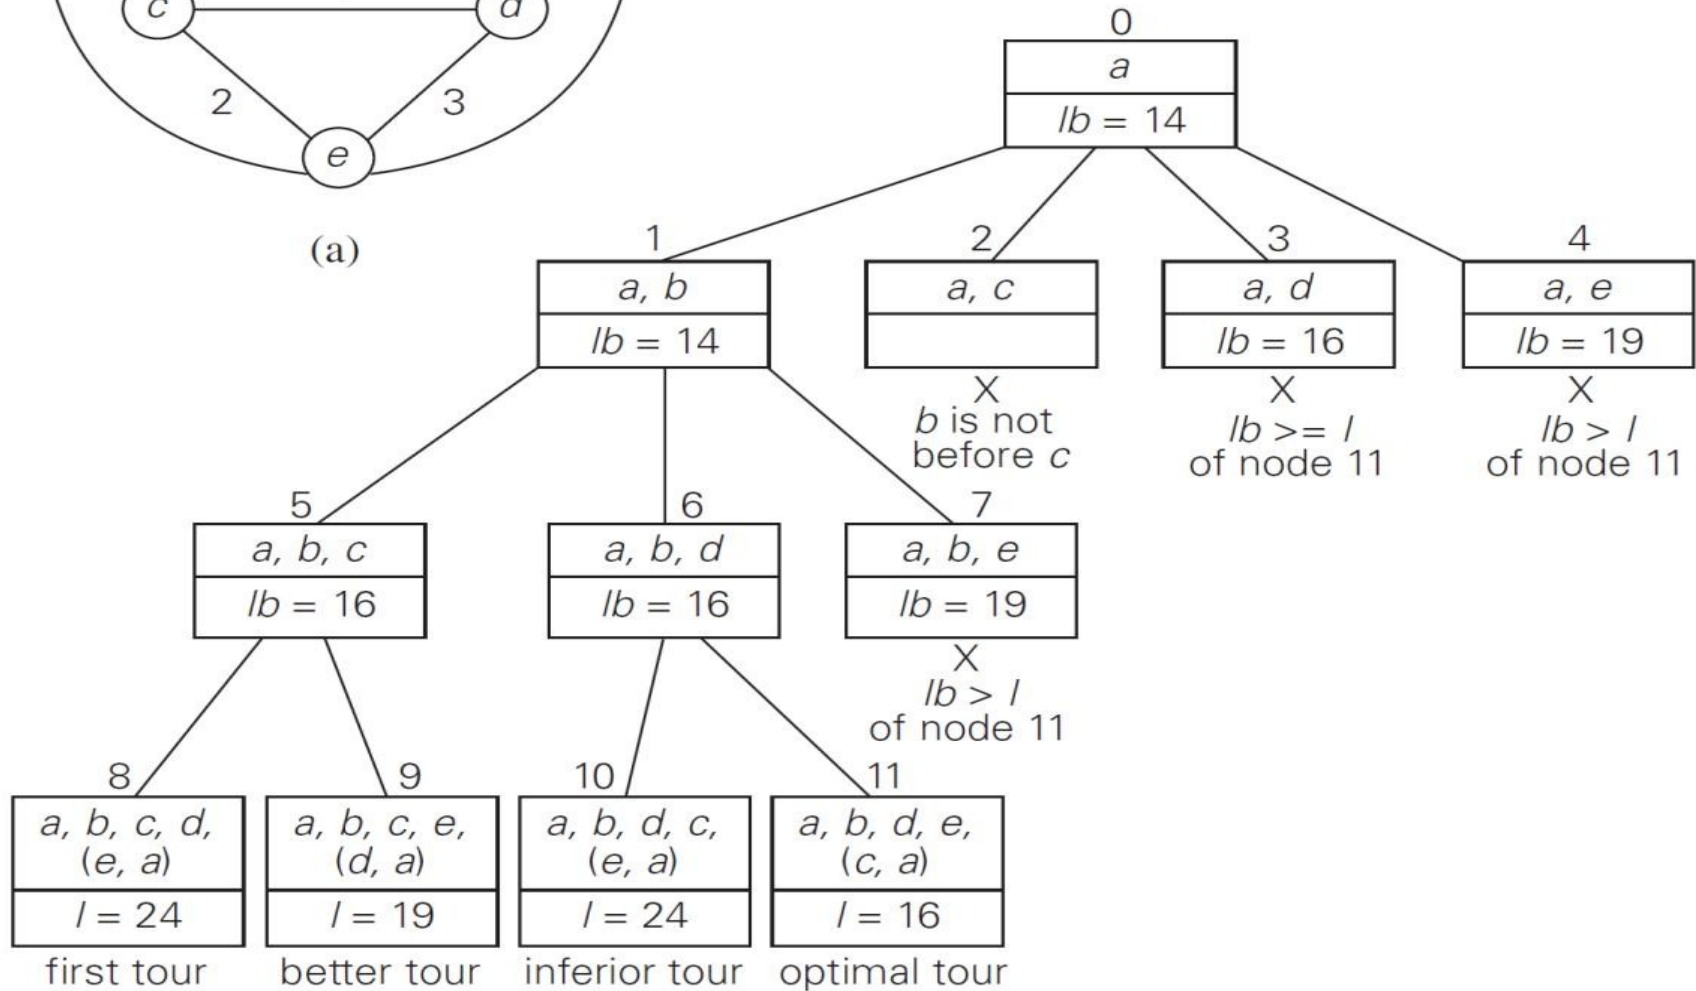 c
d
2
3
e
(a)
0
a
lb = 14
1
a, b
lb = 14
2
a, c
X
b is not
before c
3
a, d
lb = 16
X
lb >= l
of node 11
4
a, e
lb = 19
X
lb > l
of node 11
5
a, b, c
lb = 16
6
a, b, d
lb = 16
7
a, b, e
lb = 19
X
lb > l
of node 11
8
a, b, c, d,
(e, a)
l = 24
first tour
9
a, b, c, e,
(d, a)
l = 19
better tour
10
a, b, d, c,
(e, a)
l = 24
inferior tour
11
a, b, d, e,
(c, a)
l = 16
optimal tour